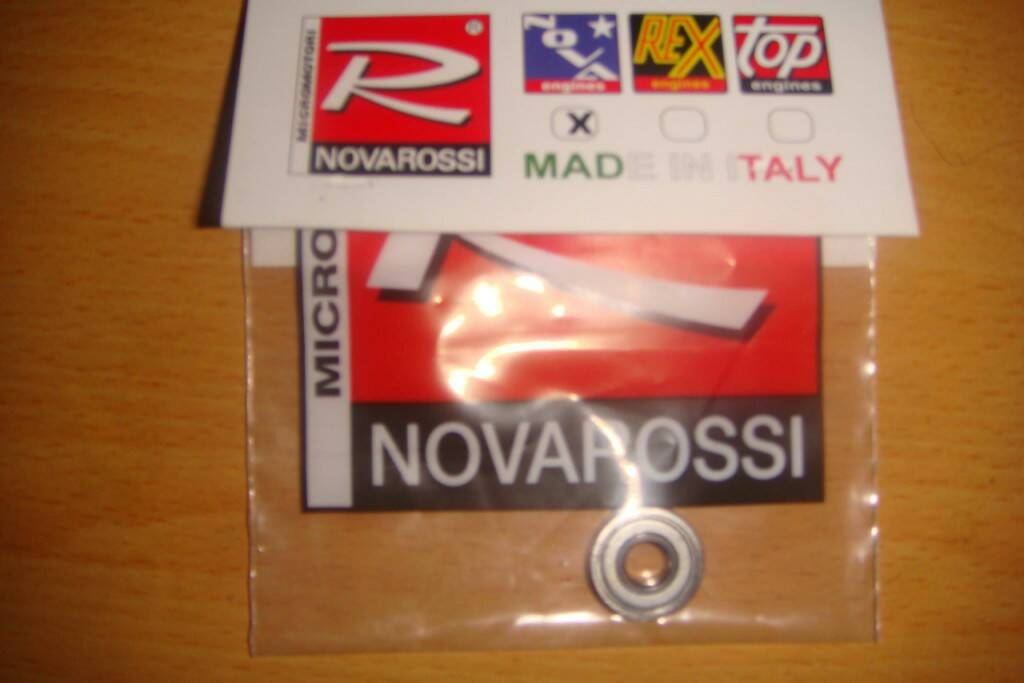 MICROMOTORI
R
®
NOVAROSSI
NOVA
engines
REX
engines
Top
engines
X
MADE IN ITALY
MICRO
NOVAROSSI